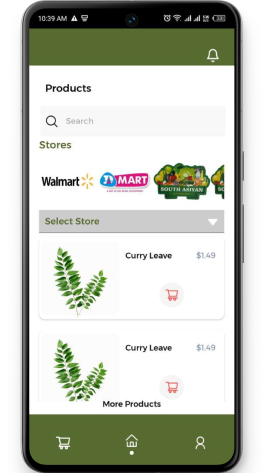 10:39 AM
Products
Search
Stores
Walmart
MART
SOUTH ASIYAN
Select Store
Curry Leave $1.49
Curry Leave $1.49
More Products